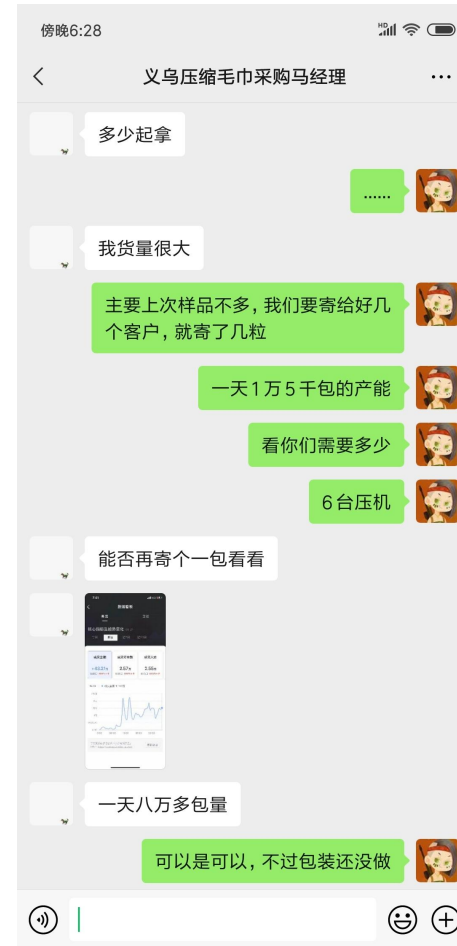 傍晚6:28
HD
义乌压缩毛巾采购马经理
多少起拿
......
我货量很大
主要上次样品不多，我们要寄给好几
个客户，就寄了几粒
一天1万5千包的产能
看你们需要多少
6台压机
能否再寄个一包看看
一天八万多包量
可以是可以，不过包装还没做